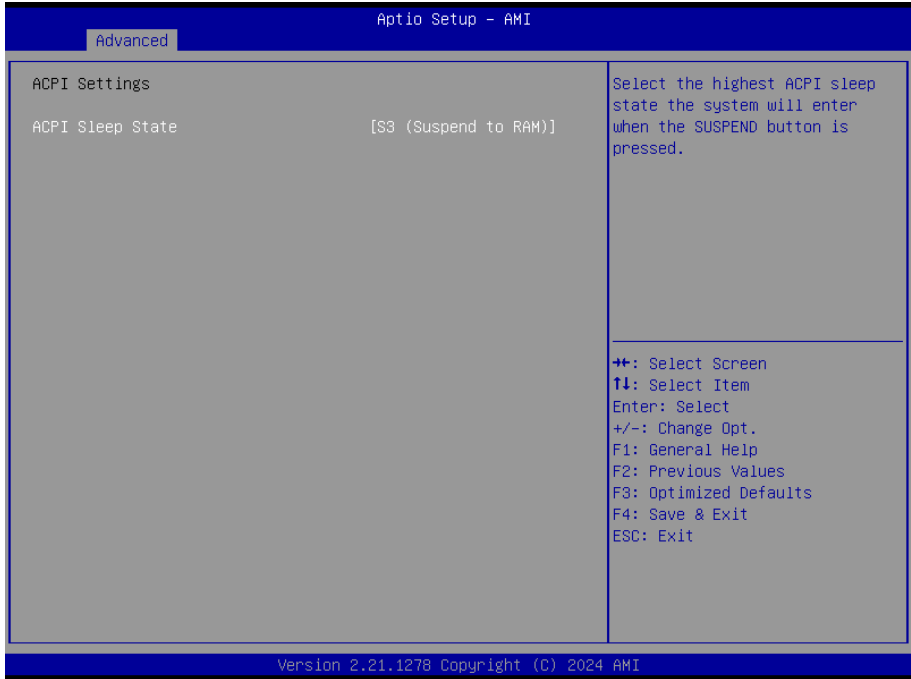 Aptio Setup – AMI
Advanced
ACPI Settings
ACPI Sleep State [S3 (Suspend to RAM)]
Select the highest ACPI sleep
state the system will enter
when the SUSPEND button is
pressed.
→←: Select Screen
↑↓: Select Item
Enter: Select
+/-: Change Opt.
F1: General Help
F2: Previous Values
F3: Optimized Defaults
F4: Save & Exit
ESC: Exit
Version 2.21.1278 Copyright (C) 2024 AMI